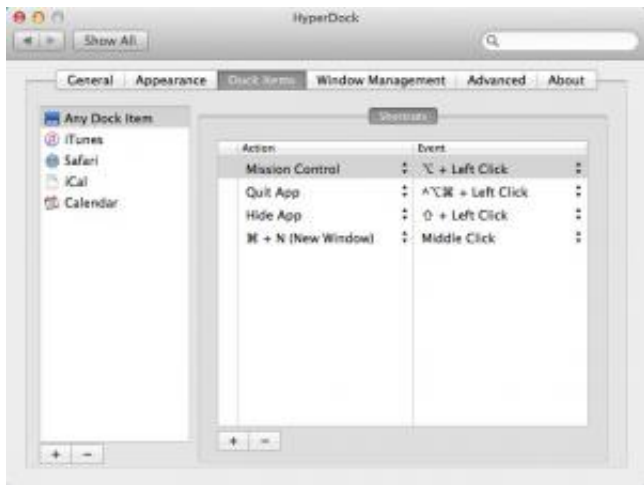 HyperDock
Show All
General Appearance Dock Items Window Management Advanced About
Shortcuts
Any Dock Item
iTunes
Safari
iCal
Calendar
Action Event
Mission Control ⌥ + Left Click
Quit App ^⌥⌘ + Left Click
Hide App ⇧ + Left Click
⌘ + N (New Window) Middle Click
+ -
+ -